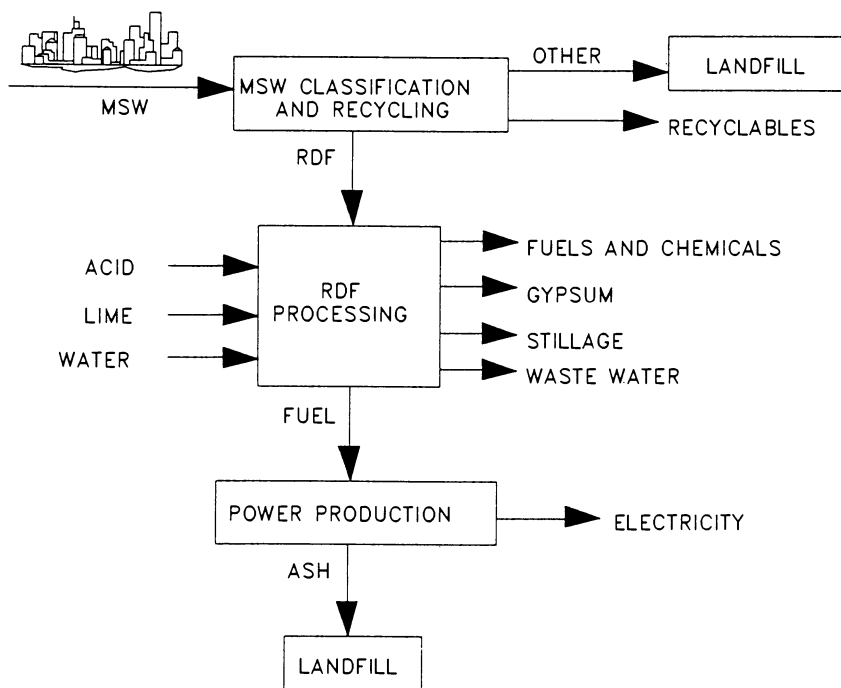 OTHER
LANDFILL
MSW
MSW CLASSIFICATION
AND RECYCLING
RECYCLABLES
RDF
ACID
LIME
WATER
RDF
PROCESSING
FUELS AND CHEMICALS
GYPSUM
STILLAGE
WASTE WATER
FUEL
POWER PRODUCTION
ELECTRICITY
ASH
LANDFILL